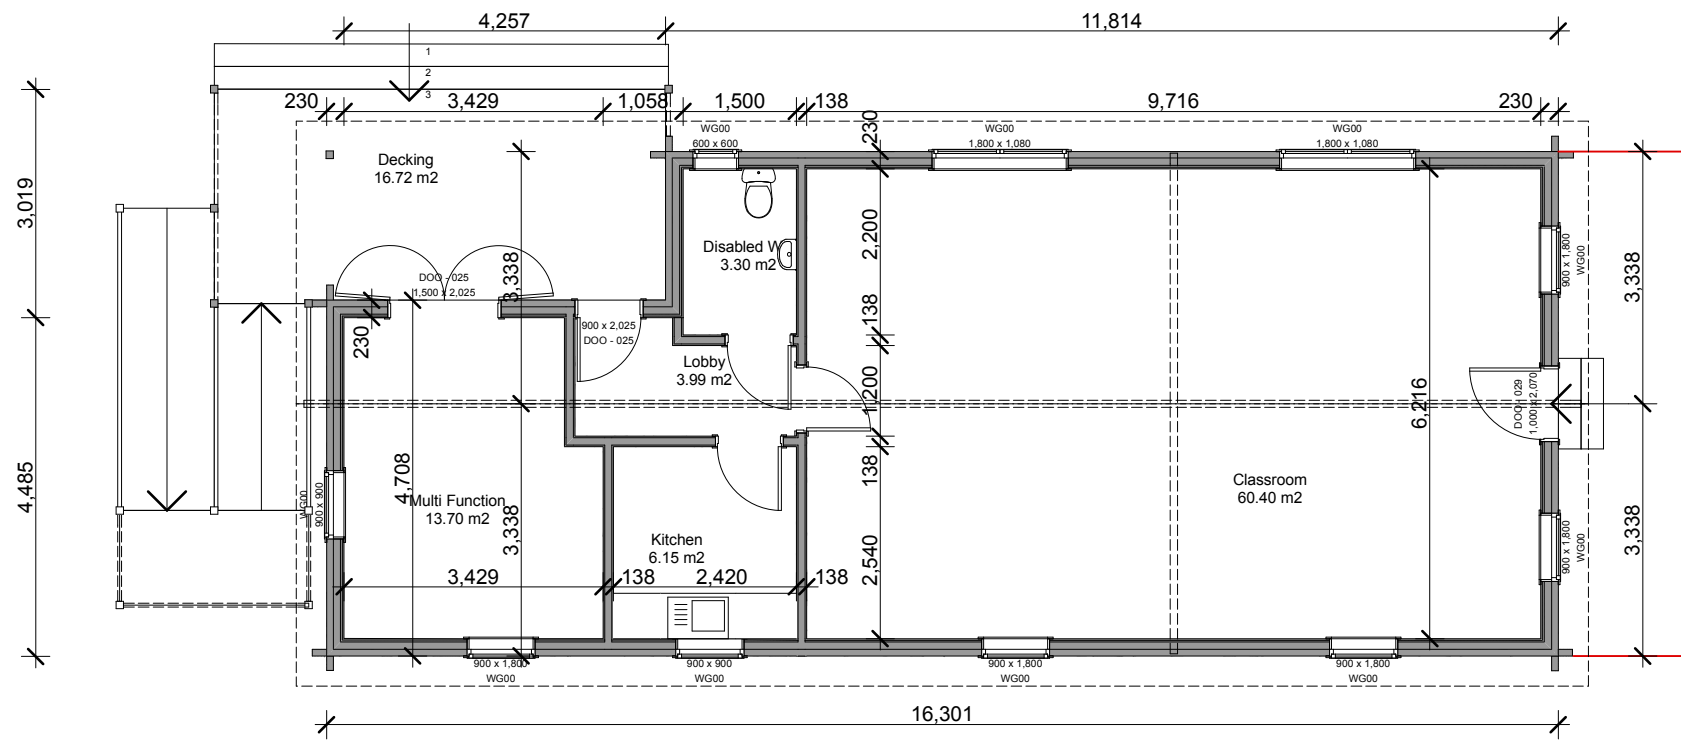 4,257
11,814
1
2
3
230
3,429
1,058
1,500
138
9,716
230
WG00
600 x 600
WG00
1,800 x 1,080
WG00
1,800 x 1,080
230
Decking
16.72 m2
3,019
4,485
2,200
Disabled W
3.30 m2
3,338
DOO - 025
1,500 x 2,025
900 x 2,025
DOO - 025
230
138
Lobby
3.99 m2
1,200
6,216
138
900 x 1,800
WG00
3,338
DOO - 029
1,000 x 2,070
4,708
Multi Function
13.70 m2
WG00
900 x 900
3,338
Classroom
60.40 m2
Kitchen
6.15 m2
2,540
900 x 1,800
WG00
3,338
3,429
138
2,420
138
900 x 1,800
WG00
900 x 900
WG00
900 x 1,800
WG00
900 x 1,800
WG00
16,301